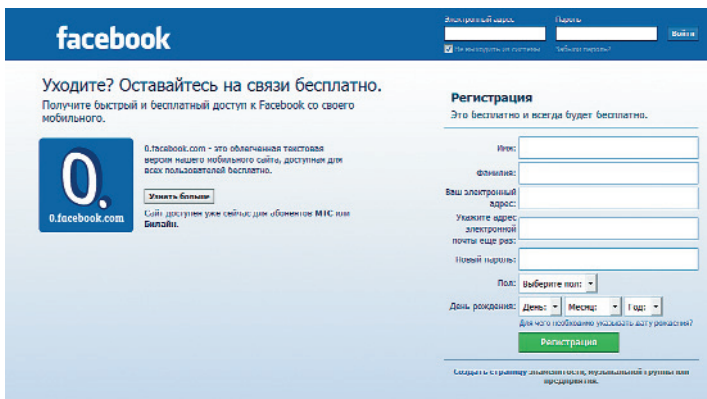 facebook
Электронный адрес
Пароль
Войти
Не выходить из системы
Забыли пароль?
Уходите? Оставайтесь на связи бесплатно.
Получите быстрый и бесплатный доступ к Facebook со своего
мобильного.
0.
0.facebook.com
0.facebook.com - это облегченная текстовая
версия нашего мобильного сайта, доступная для
всех пользователей бесплатно.
Узнать больше
Сайт доступен уже сейчас для абонентов МТС или
Билайн.
Регистрация
Это бесплатно и всегда будет бесплатно.
Имя:
Фамилия:
Ваш электронный
адрес:
Укажите адрес
электронной
почты еще раз:
Новый пароль:
Пол: Выберите пол:
День рождения: День: Месяц: Год:
Для чего необходимо указывать дату рождения?
Регистрация
Создать страницу знаменитости, музыкальной группы или
предприятия.